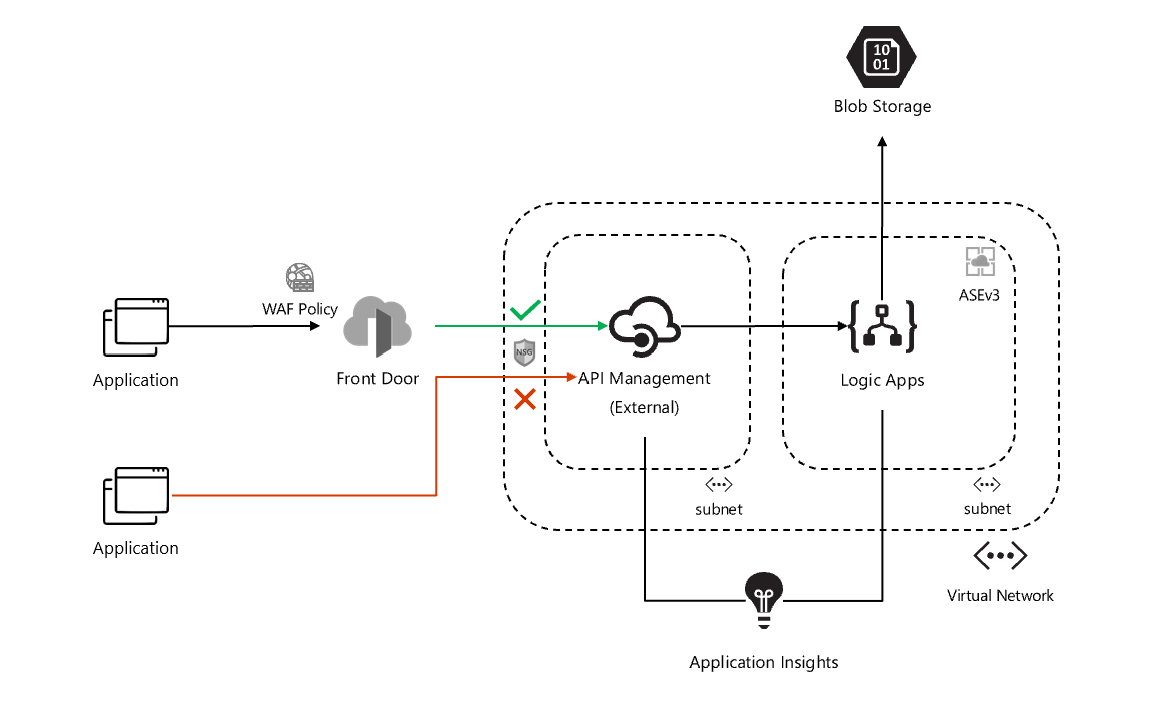 10
01
Blob Storage
WAF Policy
ASEv3
NSG
Application
Front Door
API Management
(External)
Logic Apps
subnet
subnet
Application
Virtual Network
Application Insights